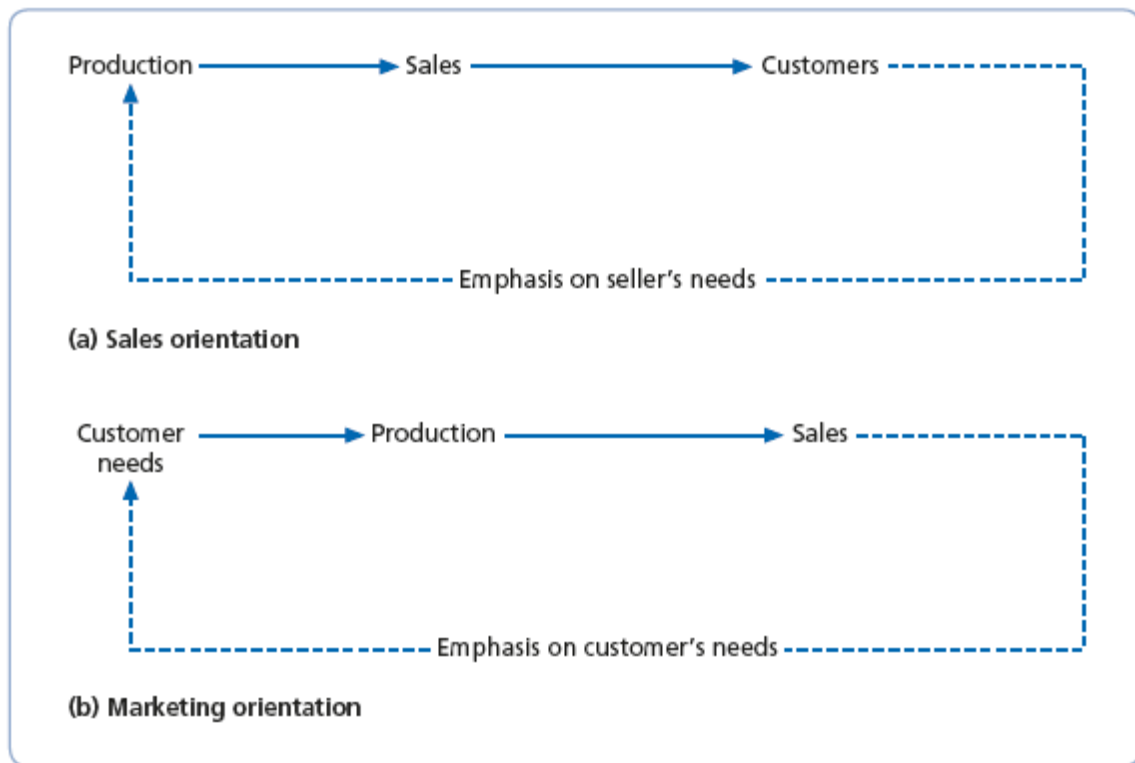 Production Sales Customers
Emphasis on seller's needs
(a) Sales orientation
Customer needs Production Sales
Emphasis on customer's needs
(b) Marketing orientation